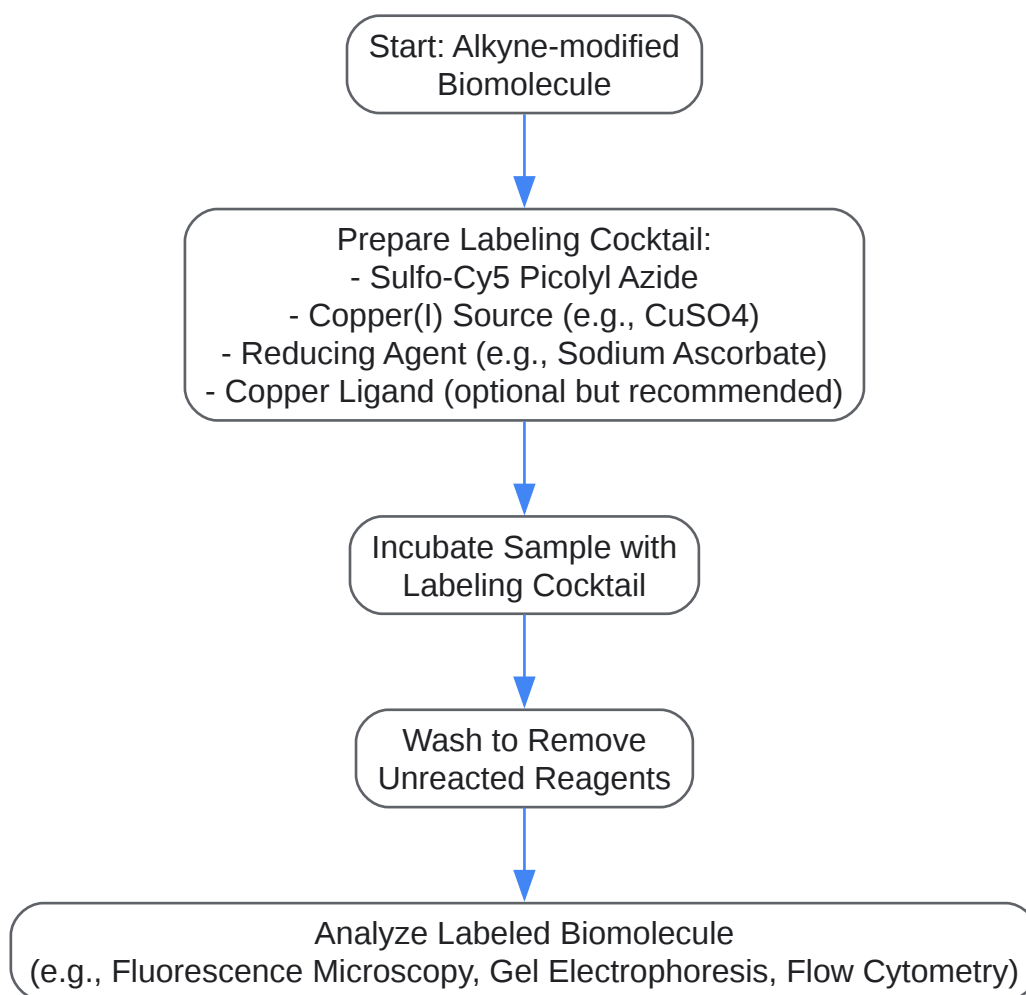 Start: Alkyne-modified
Biomolecule
Prepare Labeling Cocktail:
- Sulfo-Cy5 Picolyl Azide
- Copper(I) Source (e.g., CuSO4)
- Reducing Agent (e.g., Sodium Ascorbate)
- Copper Ligand (optional but recommended)
Incubate Sample with
Labeling Cocktail
Wash to Remove
Unreacted Reagents
Analyze Labeled Biomolecule
(e.g., Fluorescence Microscopy, Gel Electrophoresis, Flow Cytometry)